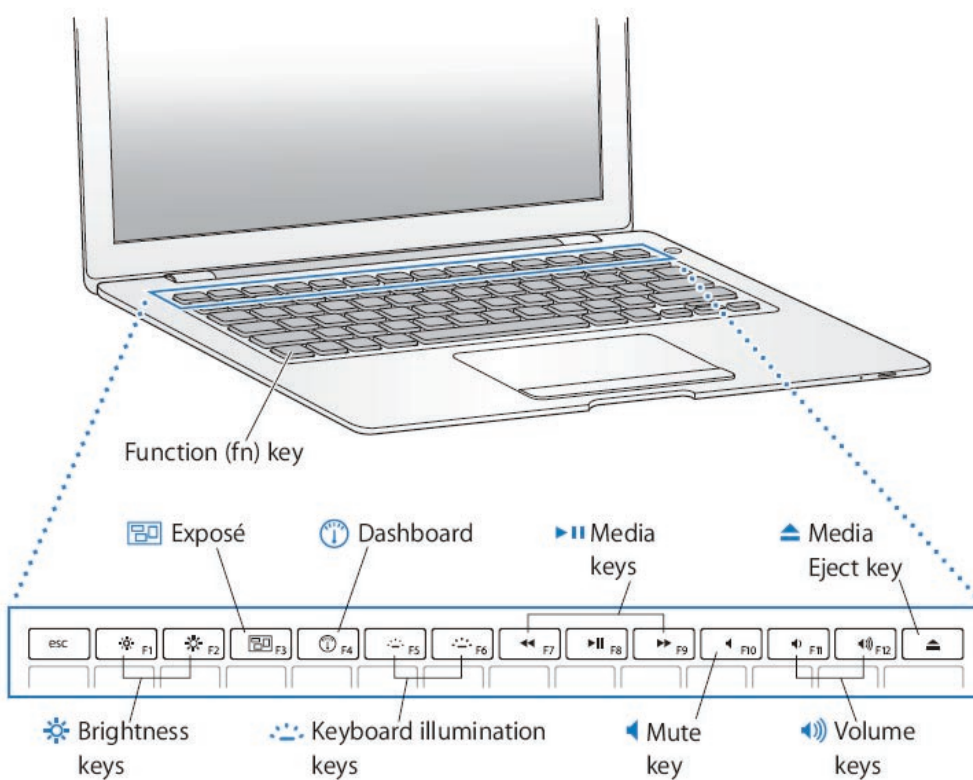 Function (fn) key
Exposé
Dashboard
Media
keys
Media
Eject key
esc F1 F2 F3 F4 F5 F6 F7 F8 F9 F10 F11 F12
Brightness
keys
Keyboard illumination
keys
Mute
key
Volume
keys